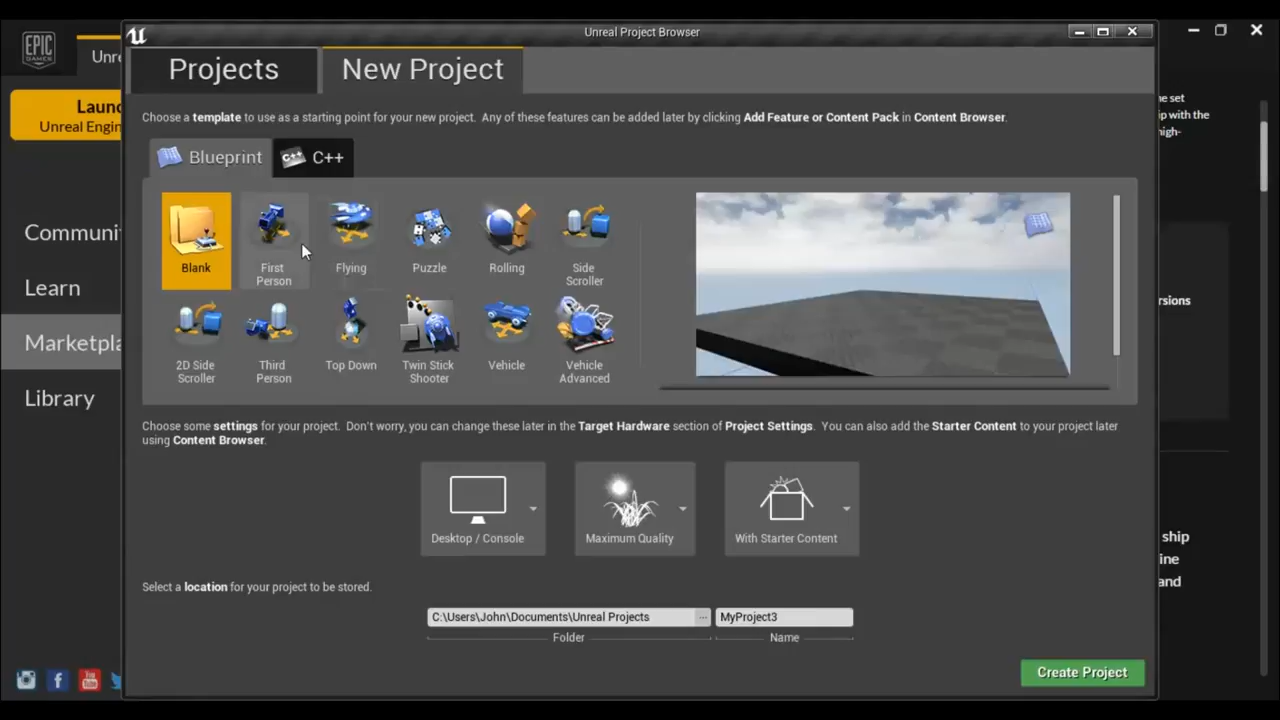 Unreal Project Browser
EPIC
GAMES
Unre
Projects
New Project
Launc
Unreal Engin
Choose a template to use as a starting point for your new project. Any of these features can be added later by clicking Add Feature or Content Pack in Content Browser.
Blueprint
C++
C++
Blank
First
Person
Flying
Puzzle
Rolling
Side
Scroller
2D Side
Scroller
Third
Person
Top Down
Twin Stick
Shooter
Vehicle
Vehicle
Advanced
Communit
Learn
Marketpla
Library
Choose some settings for your project. Don't worry, you can change these later in the Target Hardware section of Project Settings. You can also add the Starter Content to your project later
using Content Browser.
Desktop / Console
Maximum Quality
With Starter Content
Select a location for your project to be stored.
C:\Users\John\Documents\Unreal Projects
...
MyProject3
Folder
Name
Create Project
You
Tube
he set
p with the
igh-
rsions
ship
ine
and